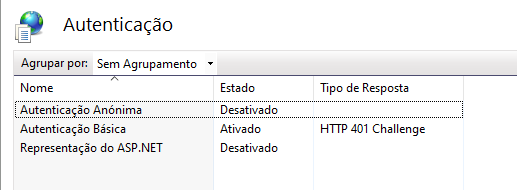 Autenticação
Agrupar por: Sem Agrupamento
Nome Estado Tipo de Resposta
Autenticação Anónima Desativado
Autenticação Básica Ativado HTTP 401 Challenge
Representação do ASP.NET Desativado